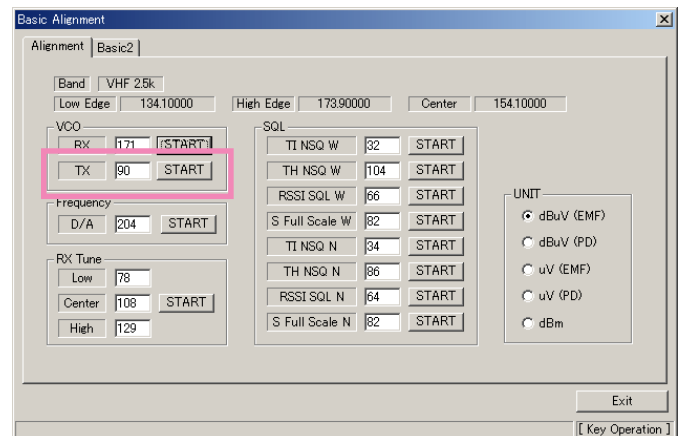 Basic Alignment
Alignment Basic2
Band VHF 2.5k
Low Edge 134.10000 High Edge 173.90000 Center 154.10000
VCO
RX 171 START
TX 90 START
Frequency
D/A 204 START
RX Tune
Low 78
Center 108 START
High 129
SQL
TI NSQ W 32 START
TH NSQ W 104 START
RSSI SQL W 66 START
S Full Scale W 82 START
TI NSQ N 34 START
TH NSQ N 86 START
RSSI SQL N 64 START
S Full Scale N 82 START
UNIT
dBuV (EMF)
dBuV (PD)
uV (EMF)
uV (PD)
dBm
Exit
[ Key Operation ]